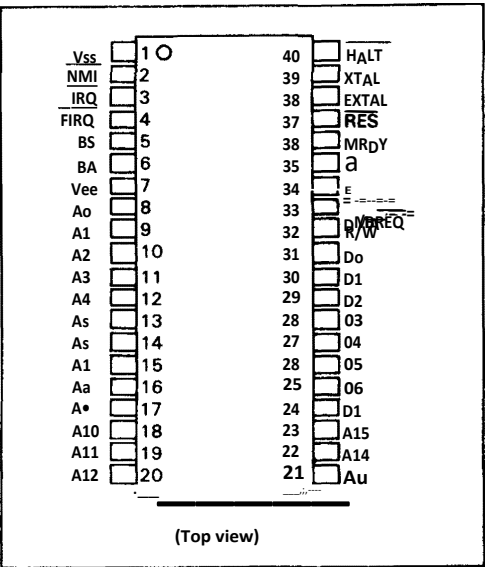 Vss 1 40 HALT
NMI 2 39 XTAL
IRQ 3 38 EXTAL
FIRQ 4 37 RES
BS 5 38 MRDY
BA 6 35 a
Vee 7 34 E
Ao 8 33
A1 9 32 R/W
A2 10 31 Do
A3 11 30 D1
A4 12 29 D2
As 13 28 03
As 14 27 04
A1 15 28 05
Aa 16 25 06
A• 17 24 D1
A10 18 23 A15
A11 19 22 A14
A12 20 21 Au
(Top view)